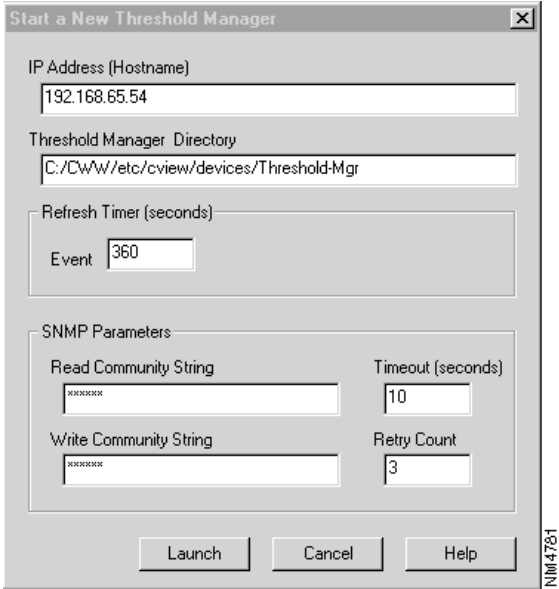 Start a New Threshold Manager
IP Address (Hostname)
192.168.65.54
Threshold Manager Directory
C:/CWW/etc/cview/devices/Threshold-Mgr
Refresh Timer (seconds)
Event 360
SNMP Parameters
Read Community String Timeout (seconds)
****** 10
Write Community String Retry Count
****** 3
Launch Cancel Help
NM4781